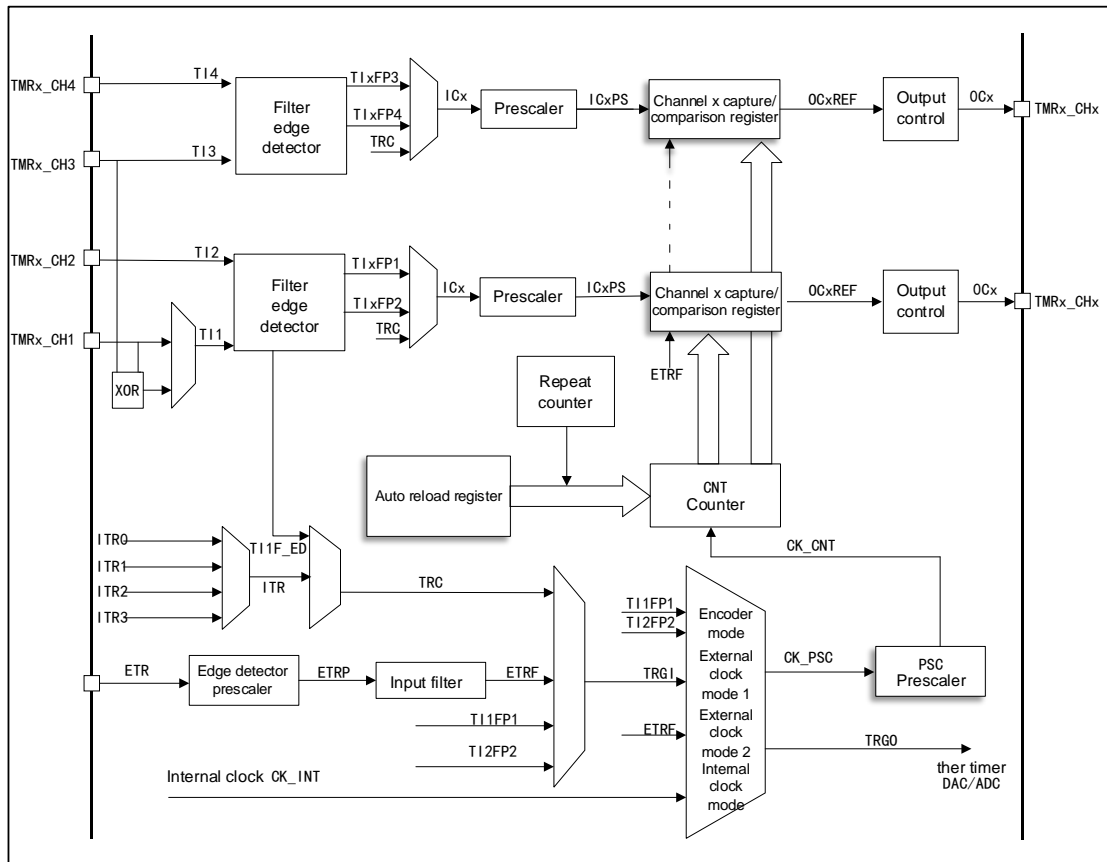 TMRx_CH4
TI4
Filter
edge
detector
TIxFP3
TIxFP4
TRC
ICx
Prescaler
ICxPS
Channel x capture/
comparison register
OCxREF
Output
control
OCx
TMRx_CHx
TMRx_CH3
TI3
TMRx_CH2
TI2
Filter
edge
detector
TIxFP1
TIxFP2
TRC
ICx
Prescaler
ICxPS
Channel x capture/
comparison register
OCxREF
Output
control
OCx
TMRx_CHx
TMRx_CH1
TI1
XOR
ETRF
Repeat
counter
Auto reload register
CNT
Counter
CK_CNT
ITR0
ITR1
ITR2
ITR3
ITR
TI1F_ED
TRC
TI1FP1
TI2FP2
Encoder
mode
External
clock
mode 1
External
clock
mode 2
Internal
clock
mode
CK_PSC
PSC
Prescaler
ETR
Edge detector
prescaler
ETRP
Input filter
ETRF
TRGI
TI1FP1
TI2FP2
ETRF
TRGO
ther timer
DAC/ADC
Internal clock CK_INT